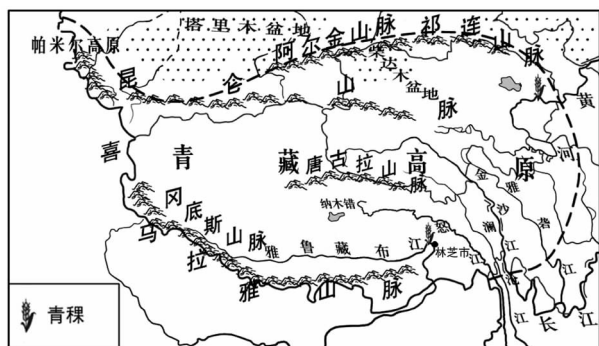 塔里木盆地
帕米尔高原
阿尔金山脉
祁连山脉
柴达木盆地
昆仑山脉
黄河
喜马拉雅山脉
青藏高原
唐古拉山脉
冈底斯山脉
纳木错
雅鲁藏布江
怒江
澜沧江
金沙江
雅砻江
林芝市
长江
青稞